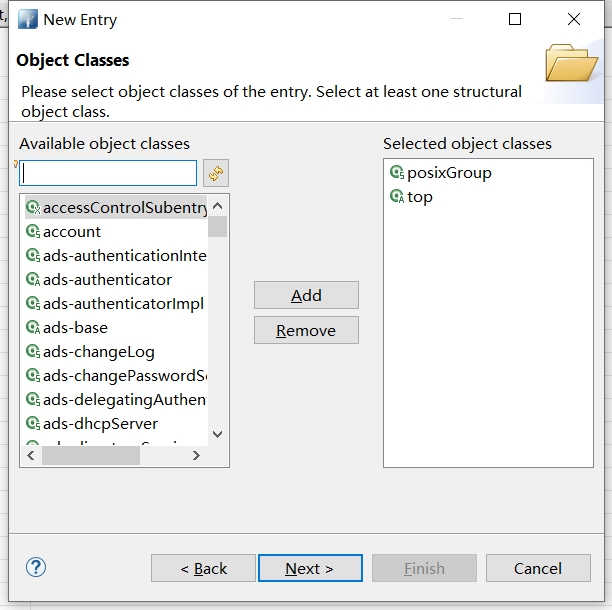 New Entry
Object Classes
Please select object classes of the entry. Select at least one structural
object class.
Available object classes
Selected object classes
accessControlSubentry
account
ads-authenticationInte
ads-authenticator
ads-authenticatorImpl
ads-base
ads-changeLog
ads-changePasswordSe
ads-delegatingAuthen
ads-dhcpServer
posixGroup
top
Add
Remove
< Back
Next >
Finish
Cancel